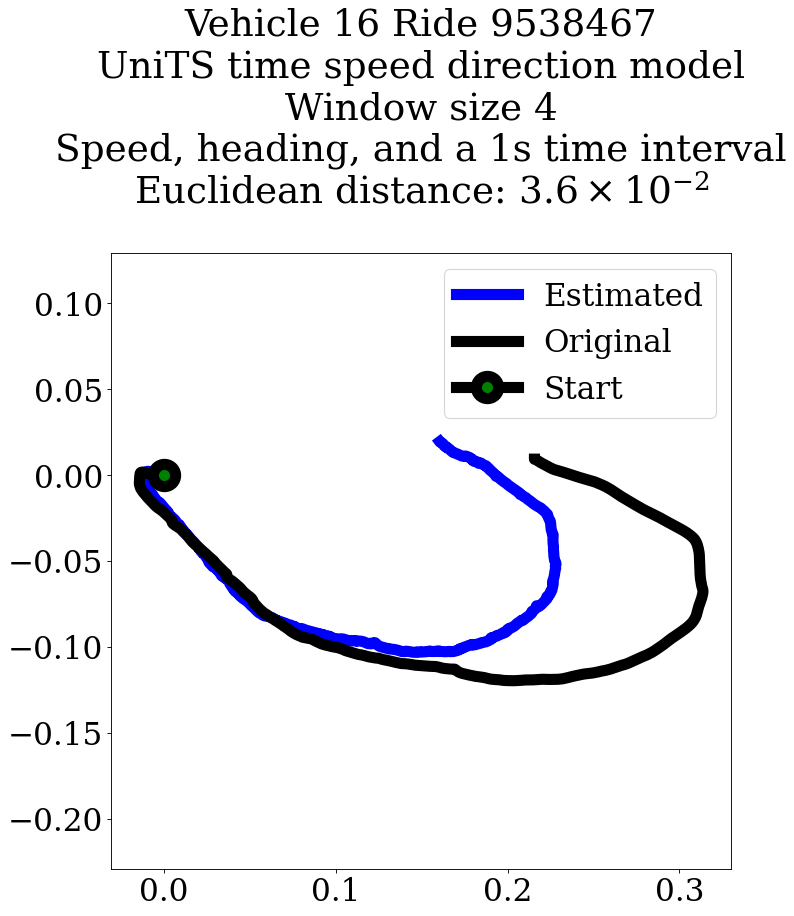 Vehicle 16 Ride 9538467
UniTS time speed direction model
Window size 4
Speed, heading, and a 1s time interval
Euclidean distance: 3.6 × 10⁻²
Estimated
Original
Start
0.10
0.05
0.00
−0.05
−0.10
−0.15
−0.20
0.0 0.1 0.2 0.3